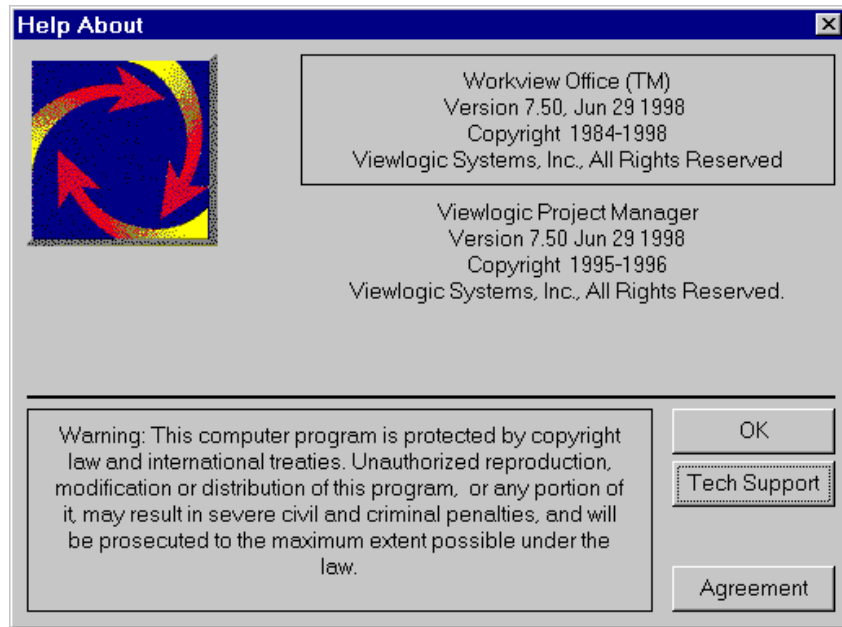 Help About
Workview Office (TM)
Version 7.50, Jun 29 1998
Copyright 1984-1998
Viewlogic Systems, Inc., All Rights Reserved
Viewlogic Project Manager
Version 7.50 Jun 29 1998
Copyright 1995-1996
Viewlogic Systems, Inc., All Rights Reserved.
Warning: This computer program is protected by copyright
law and international treaties. Unauthorized reproduction,
modification or distribution of this program, or any portion of
it, may result in severe civil and criminal penalties, and will
be prosecuted to the maximum extent possible under the
law.
OK
Tech Support
Agreement